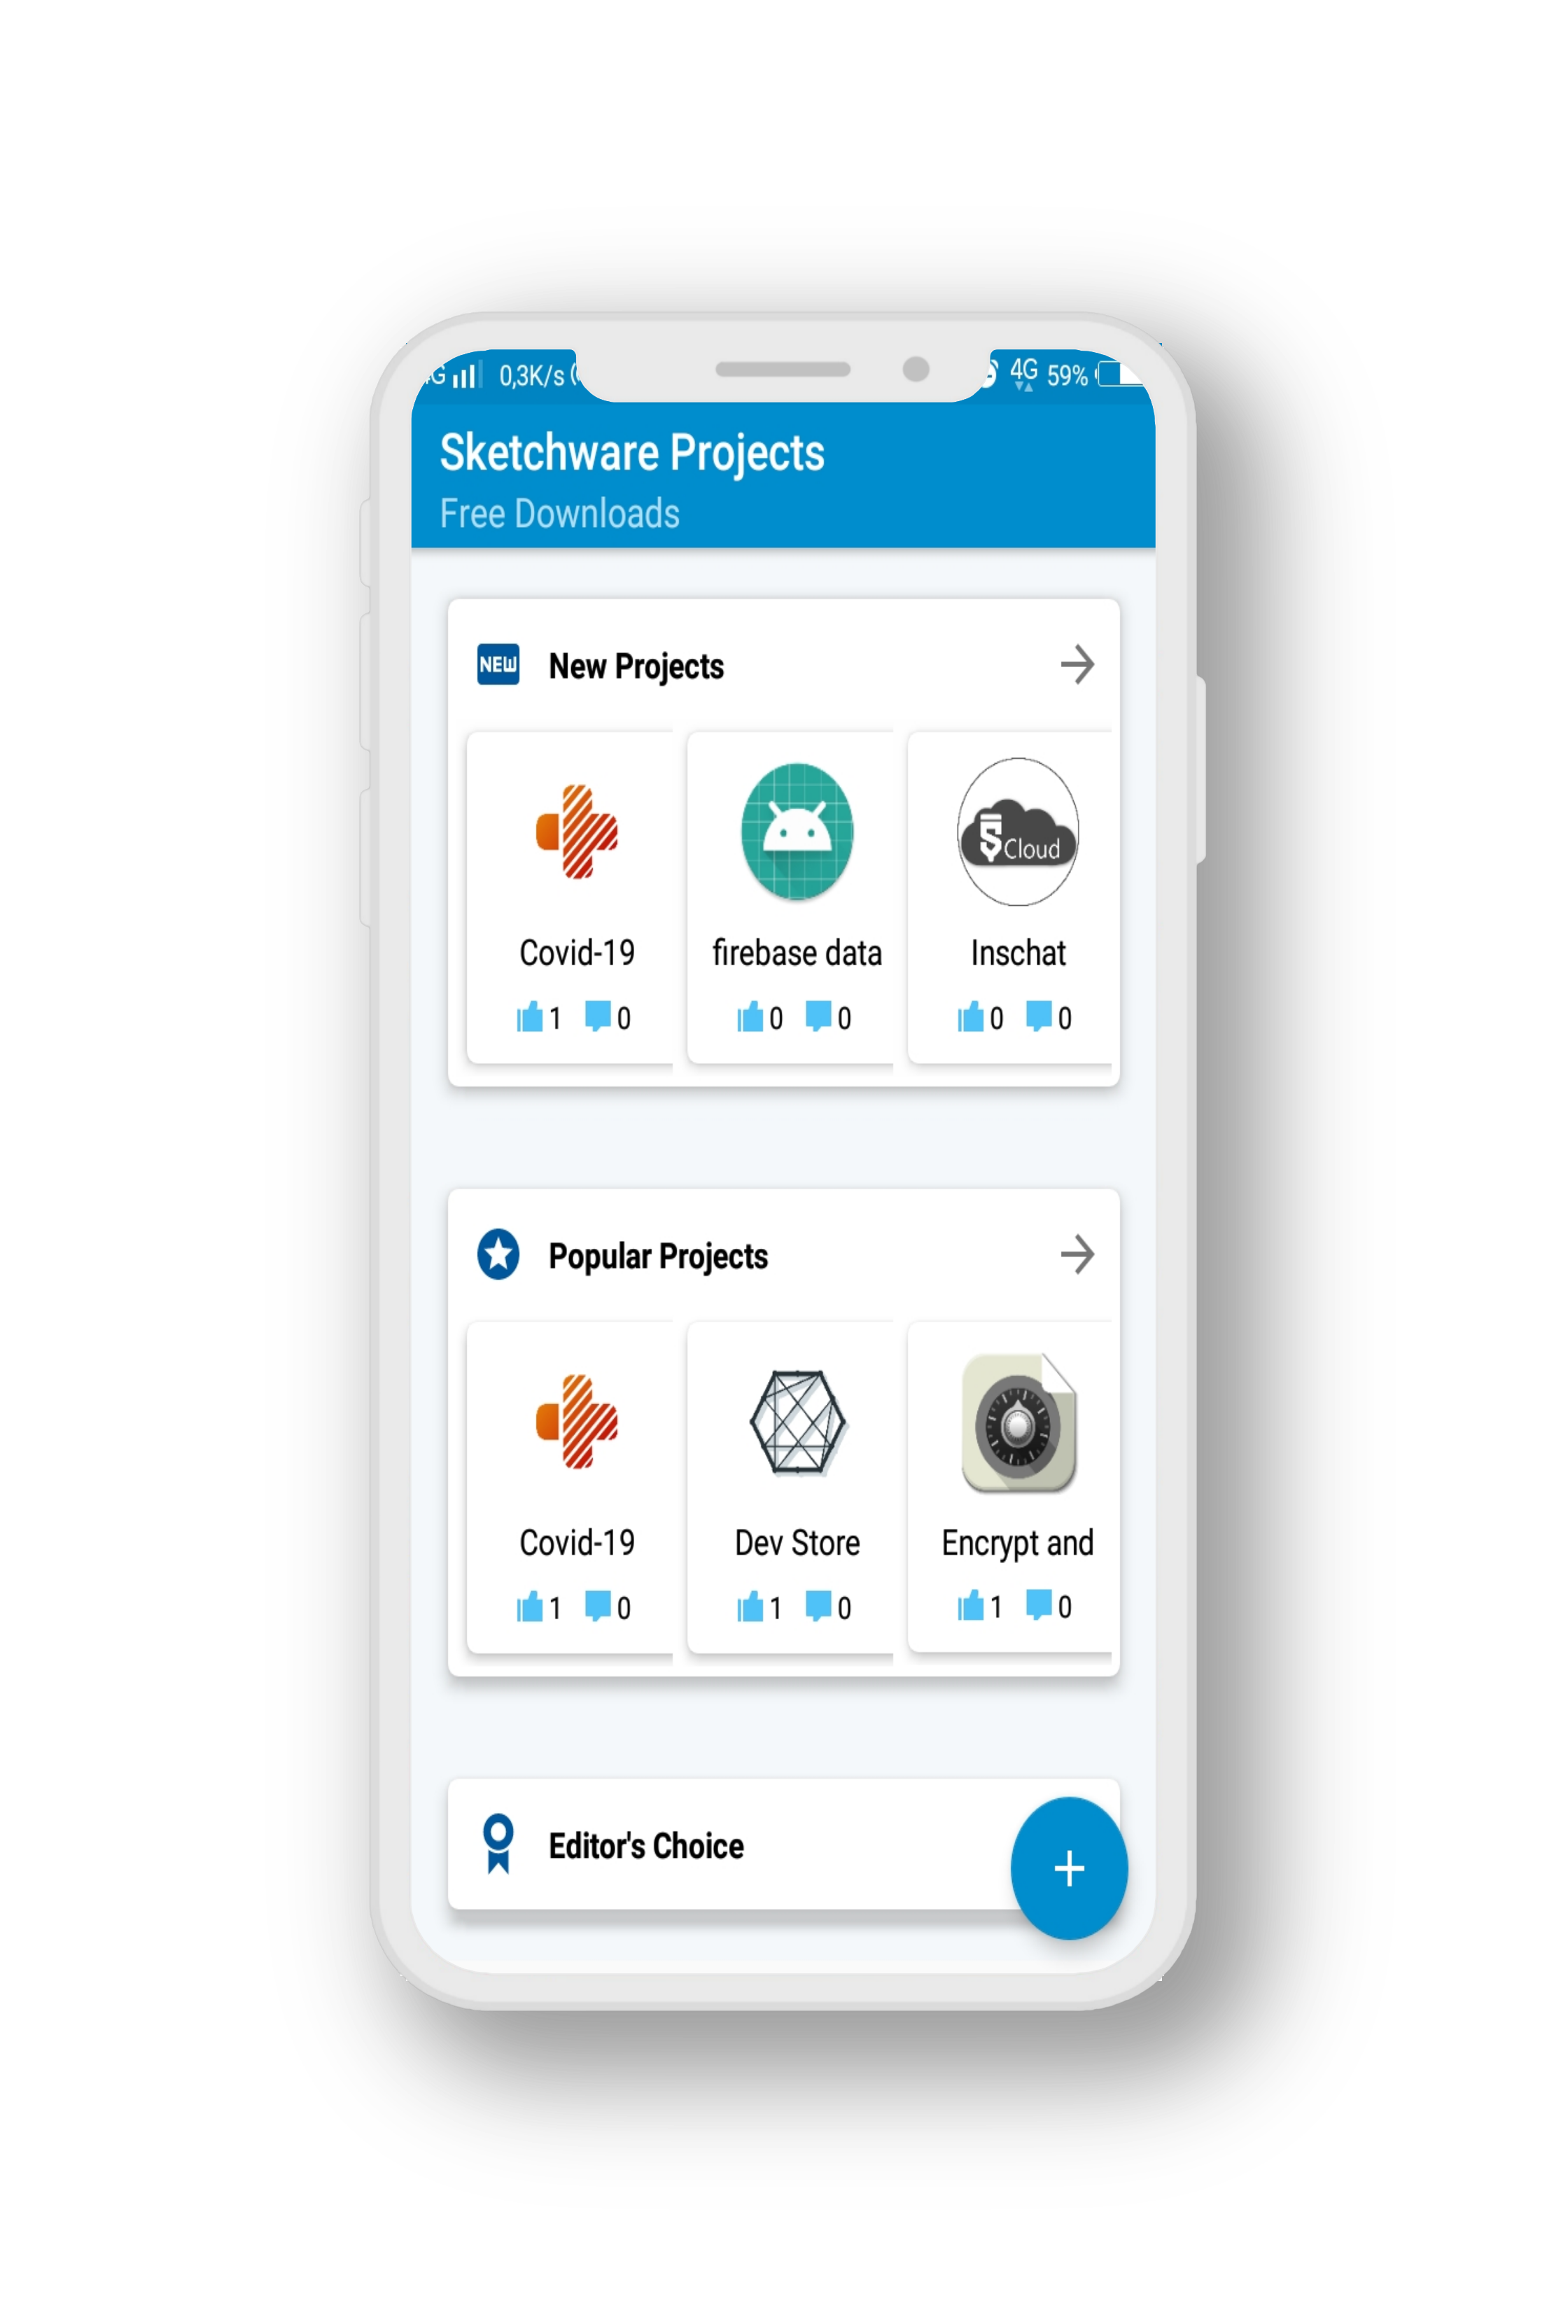 4G 0,3K/s 4G 59%
Sketchware Projects
Free Downloads
NEW New Projects
S Cloud
Covid-19 firebase data Inschat
1 0 0 0 0 0
Popular Projects
Covid-19 Dev Store Encrypt and
1 0 1 0 1 0
Editor's Choice
+